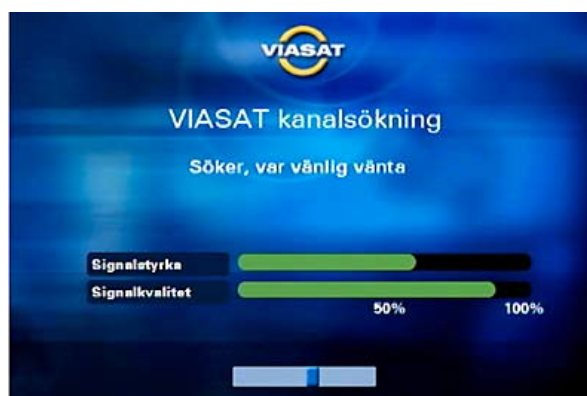 VIASAT
VIASAT kanalsökning
Söker, var vänlig vänta
Signalstyrka
Signalkvalitet
50% 100%